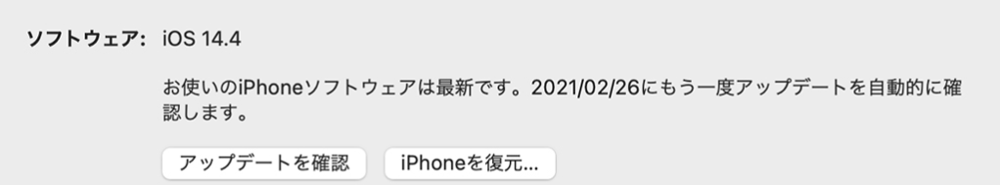 ソフトウェア: iOS 14.4
お使いのiPhoneソフトウェアは最新です。2021/02/26にもう一度アップデートを自動的に確
認します。
アップデートを確認 iPhoneを復元...